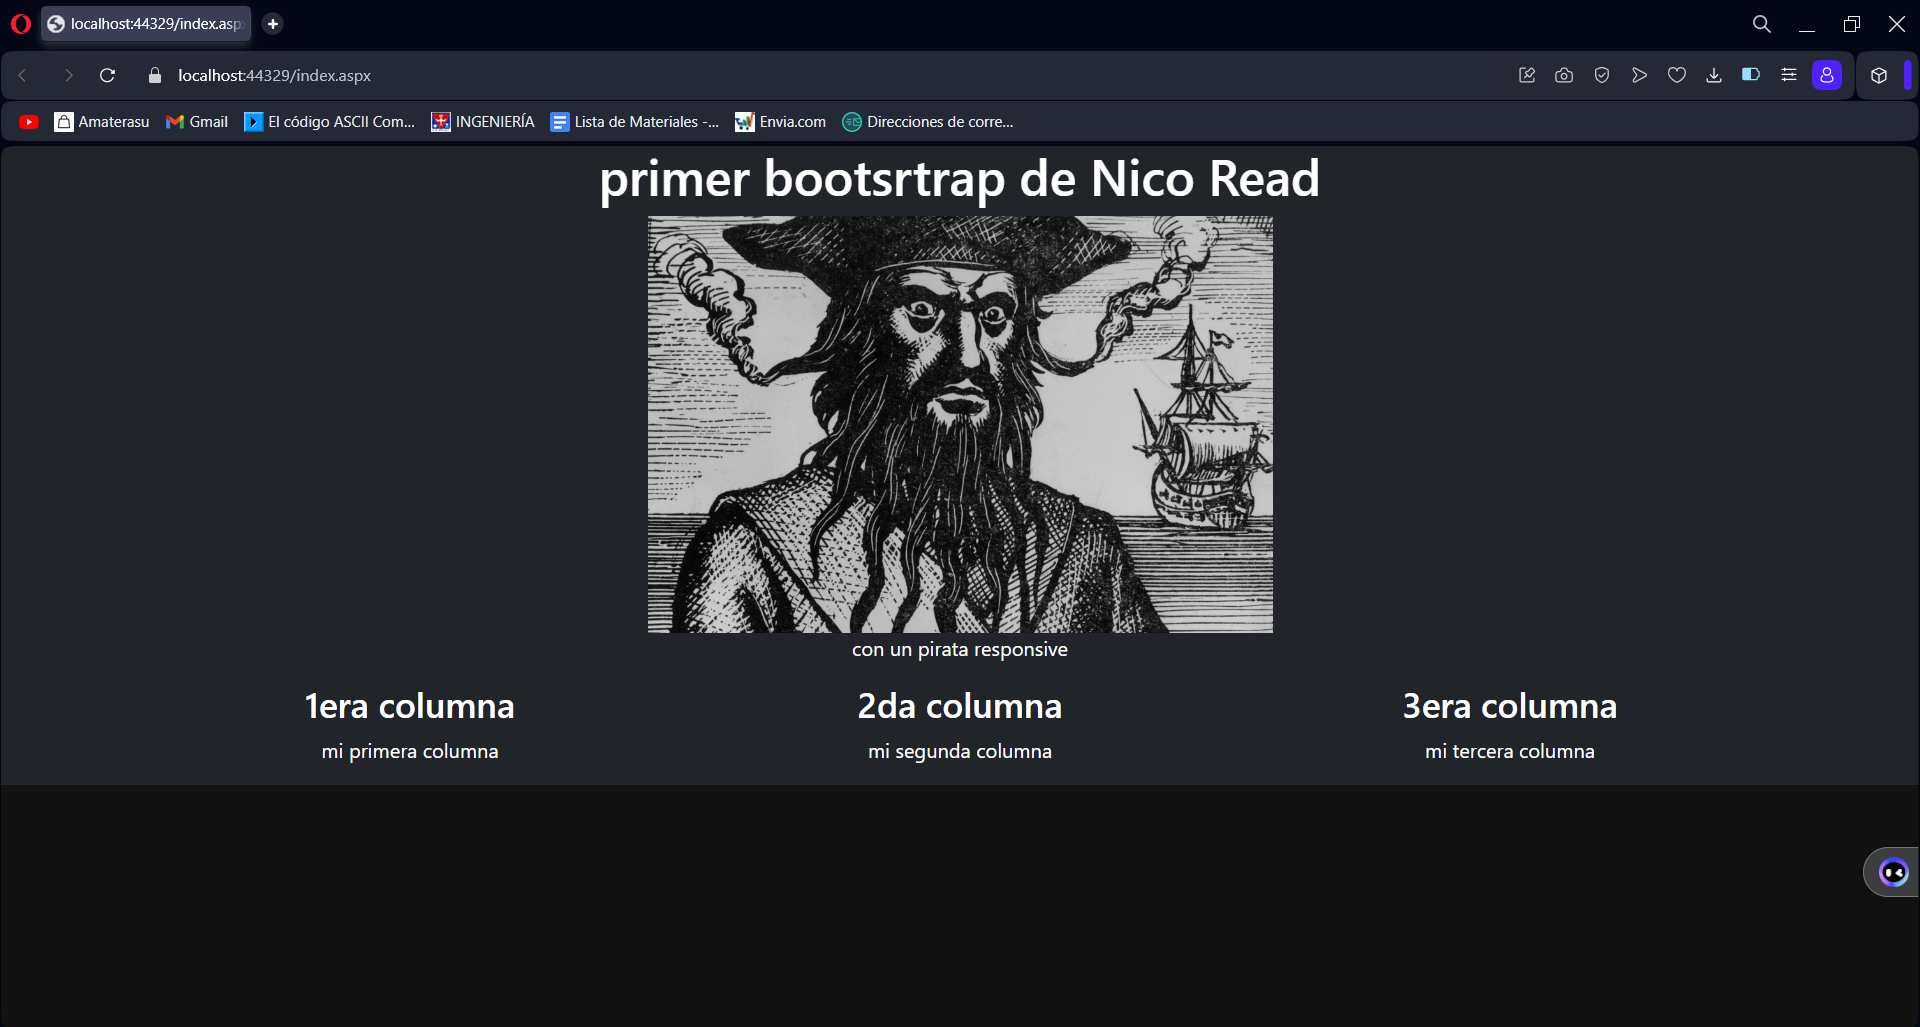 localhost:44329/index.asp
localhost:44329/index.aspx
Amaterasu
Gmail
El código ASCII Com...
INGENIERÍA
Lista de Materiales -...
Envia.com
Direcciones de corre...
primer bootsrtrap de Nico Read
con un pirata responsive
1era columna
2da columna
3era columna
mi primera columna
mi segunda columna
mi tercera columna